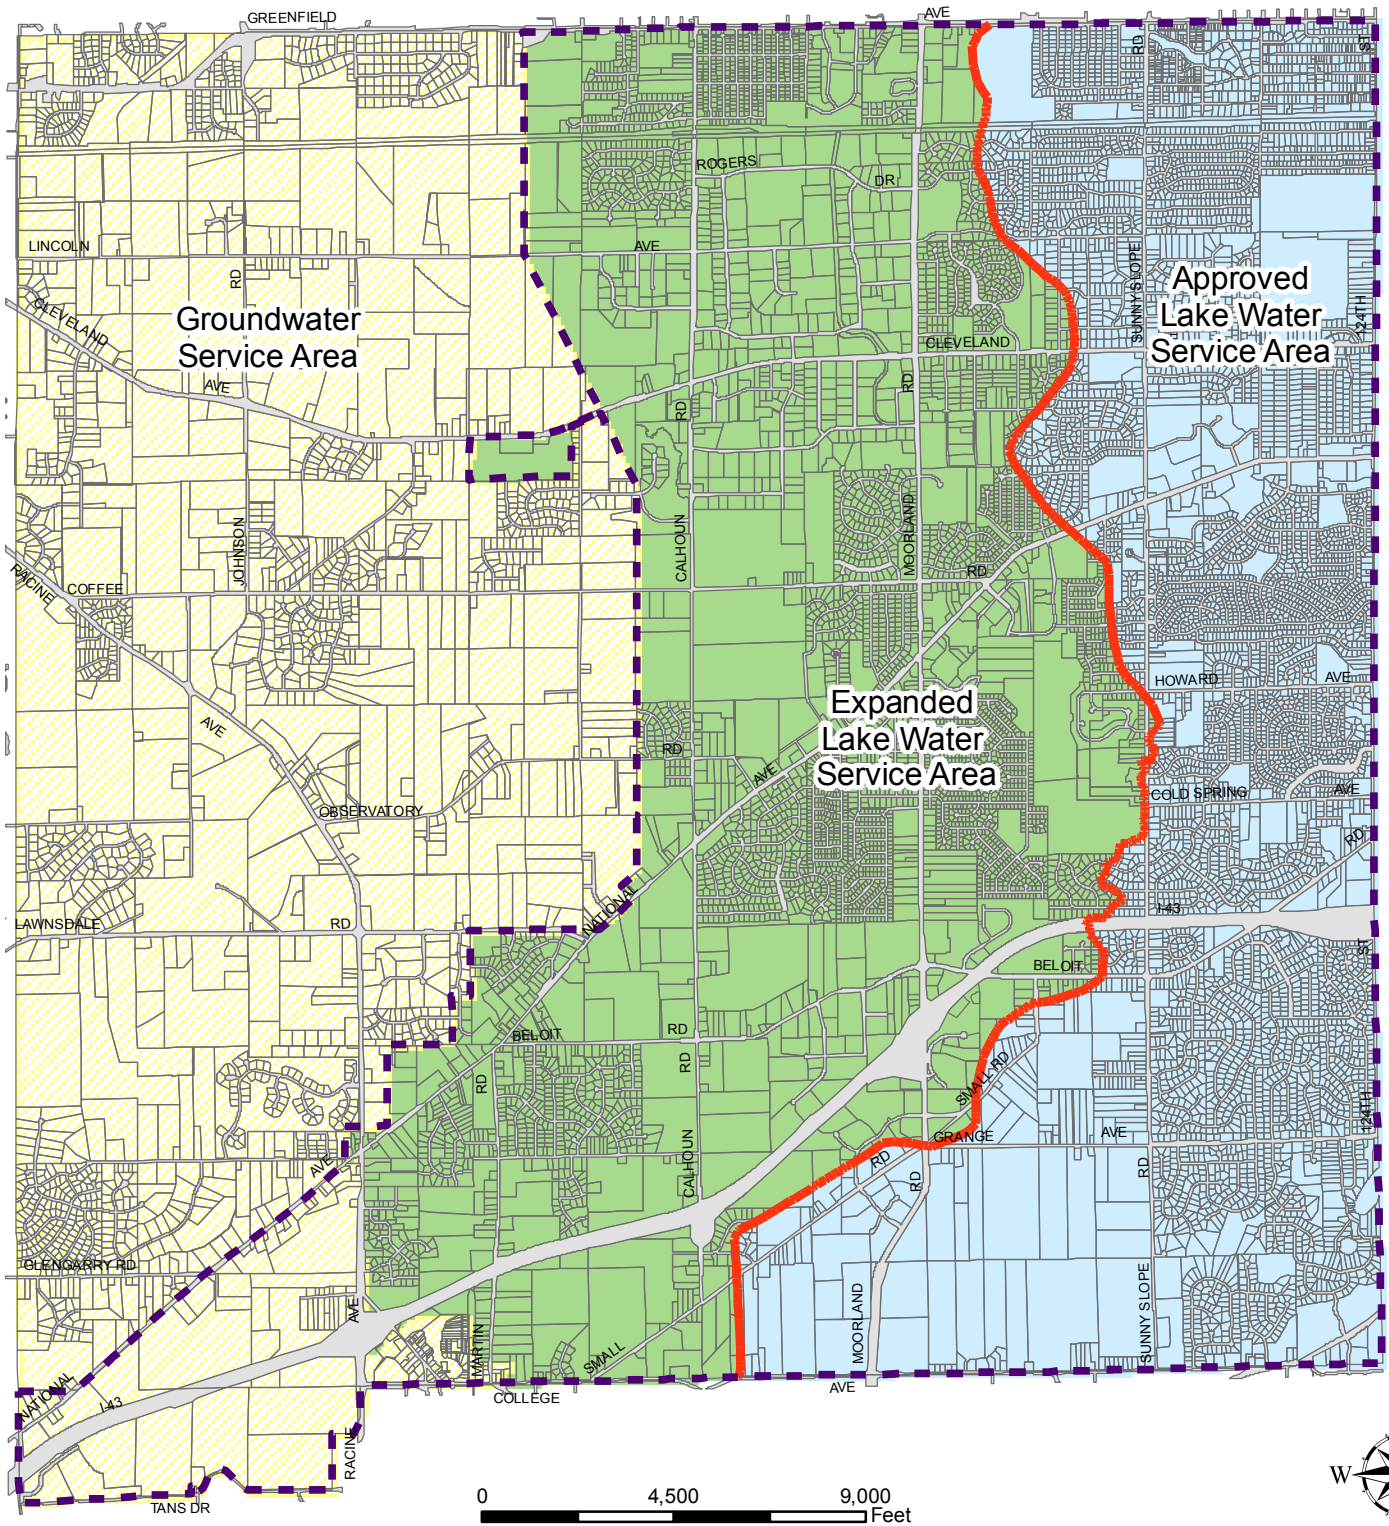 GREENFIELD
AVE
RD
ST
ROGERS
DR
LINCOLN
AVE
RD
SUNNY SLOPE
Approved
Lake Water
Service Area
124TH
CLEVELAND
Groundwater
Service Area
AVE
CLEVELAND
RD
RD
JOHNSON
CALHOUN
MOORLAND
RACINE
COFFEE
RD
HOWARD
AVE
Expanded
Lake Water
Service Area
AVE
RD
AVE
COLD SPRING
AVE
OBSERVATORY
RD
LAWNSDALE
RD
NATIONAL
I-43
ST
BELOIT
BELOIT
RD
RD
RD
SMALL RD
124TH
GRANGE
AVE
AVE
CALHOUN
RD
RD
RD
GLENGARRY RD
AVE
MARTIN
SMALL
MOORLAND
SUNNY SLOPE
NATIONAL
I-43
COLLEGE
AVE
RACINE
TANS DR
W
0 4,500 9,000
Feet